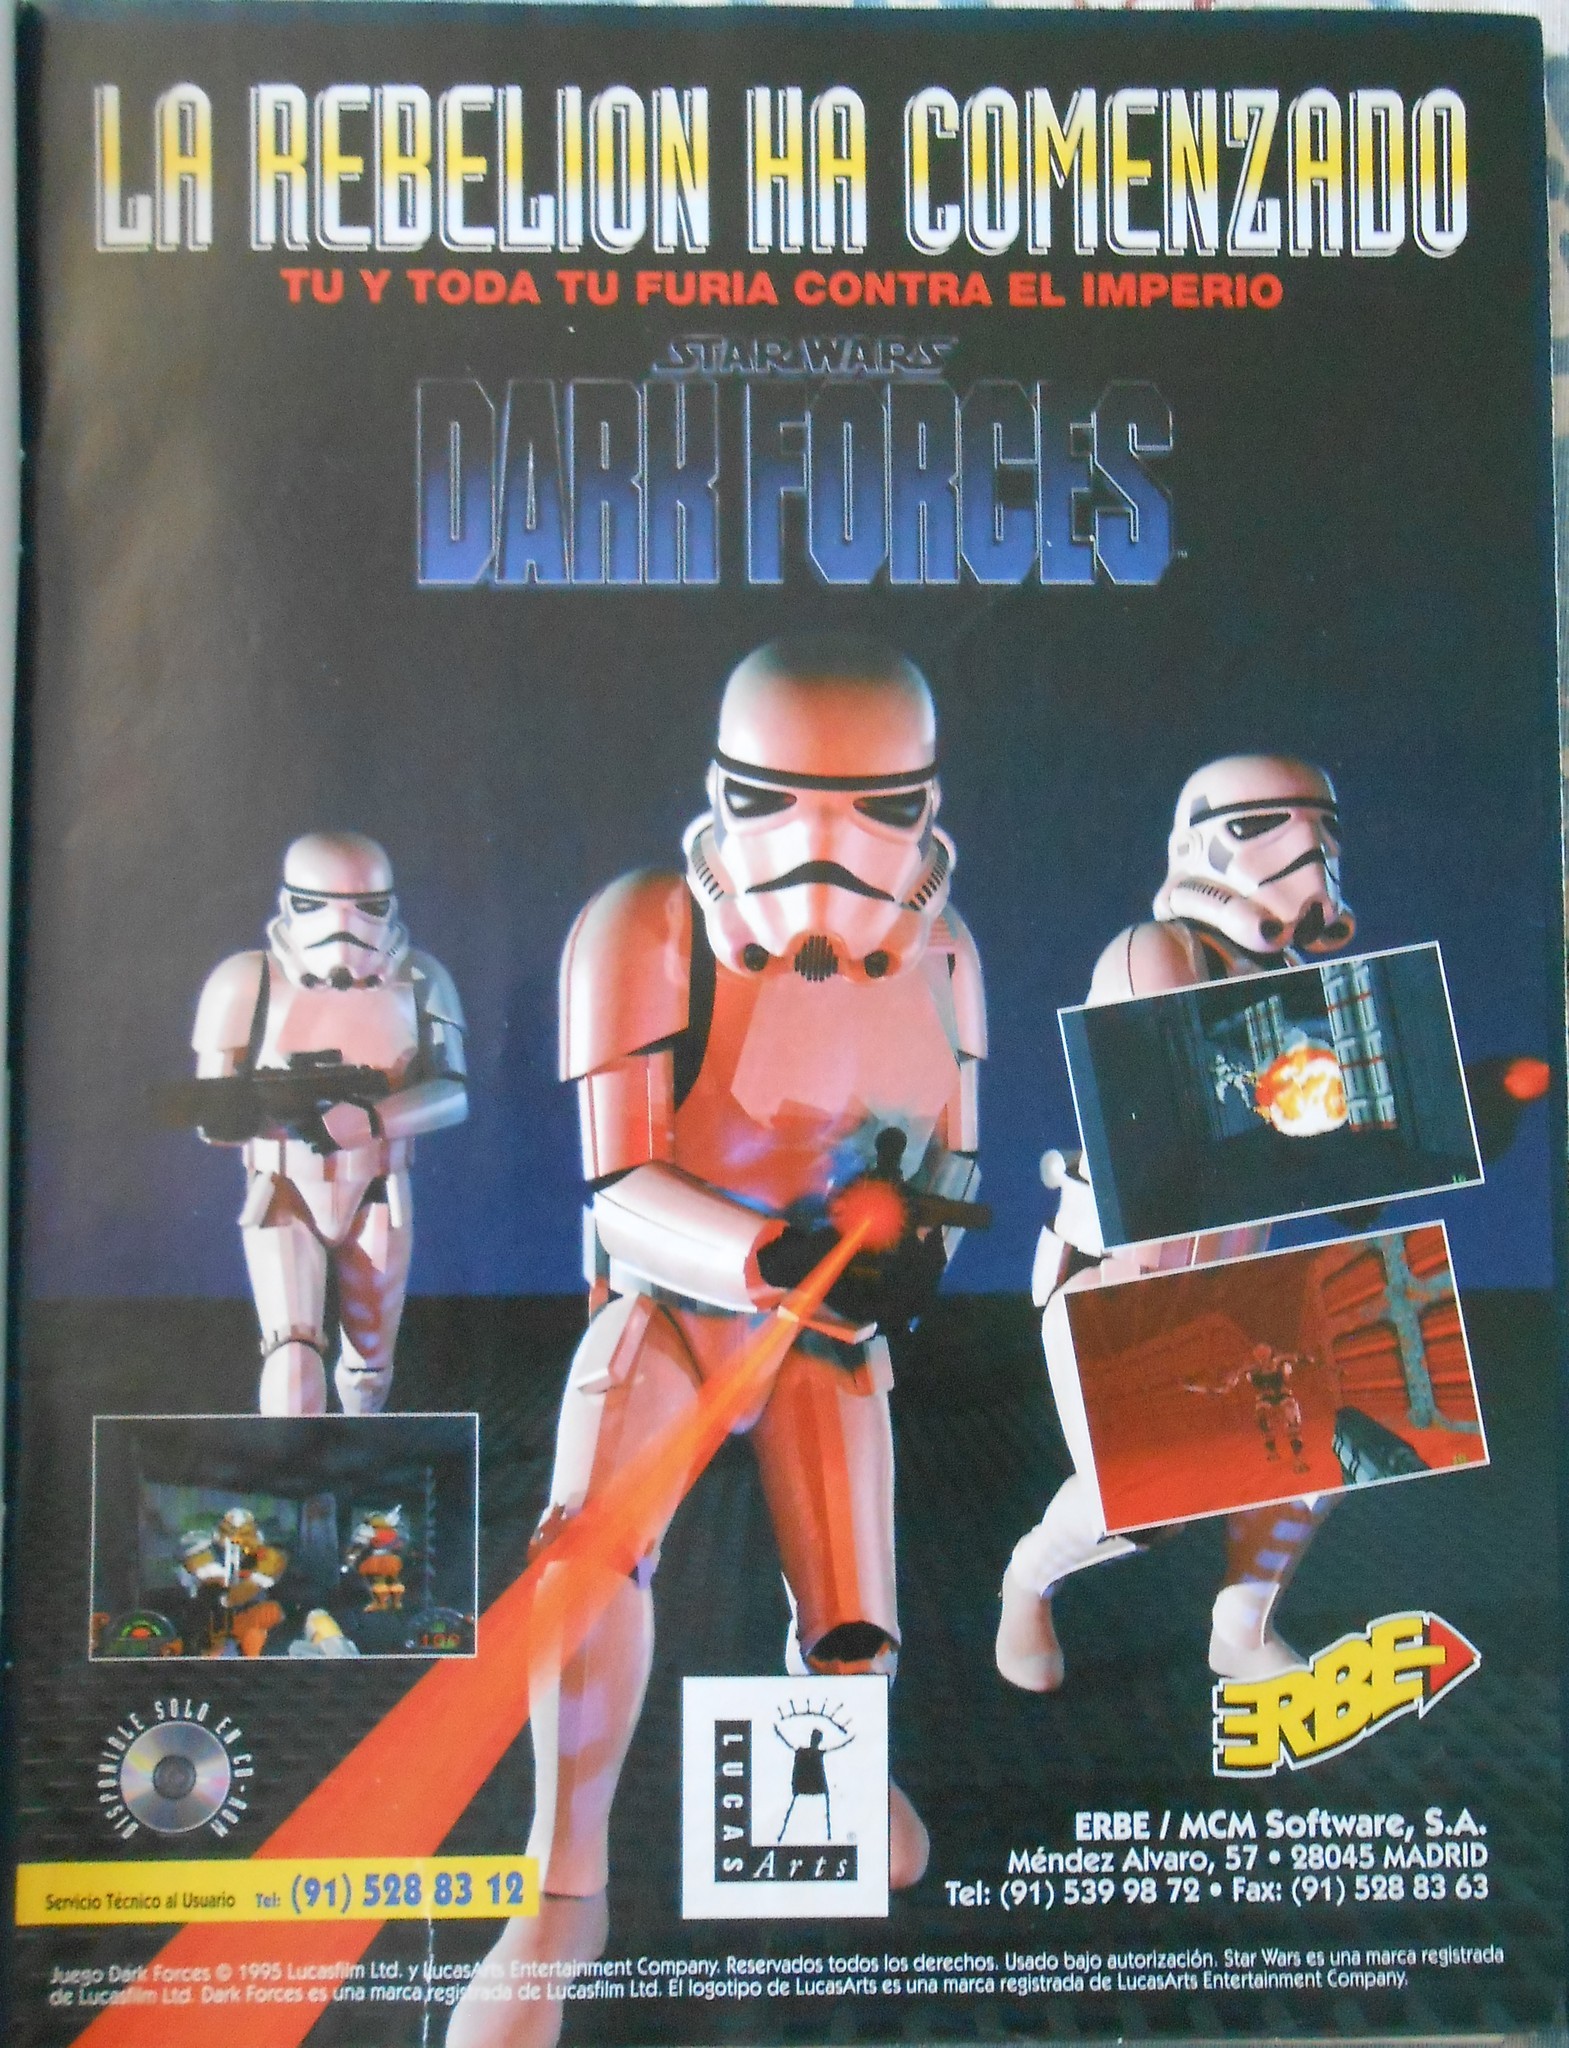 LA REBELION HA COMENZADO
TU Y TODA TU FURIA CONTRA EL IMPERIO
STAR WARS
DARK FORCES™
100
DISPONIBLE SOLO EN CD-ROM
Servicio Técnico al Usuario Tel: (91) 528 83 12
LUCAS
Arts®
ERBE
ERBE / MCM Software, S.A.
Méndez Alvaro, 57 • 28045 MADRID
Tel: (91) 539 98 72 • Fax: (91) 528 83 63
Juego Dark Forces © 1995 Lucasfilm Ltd. y LucasArts Entertainment Company. Reservados todos los derechos. Usado bajo autorización. Star Wars es una marca registrada
de Lucasfilm Ltd. Dark Forces es una marca registrada de Lucasfilm Ltd. El logotipo de LucasArts es una marca registrada de LucasArts Entertainment Company.